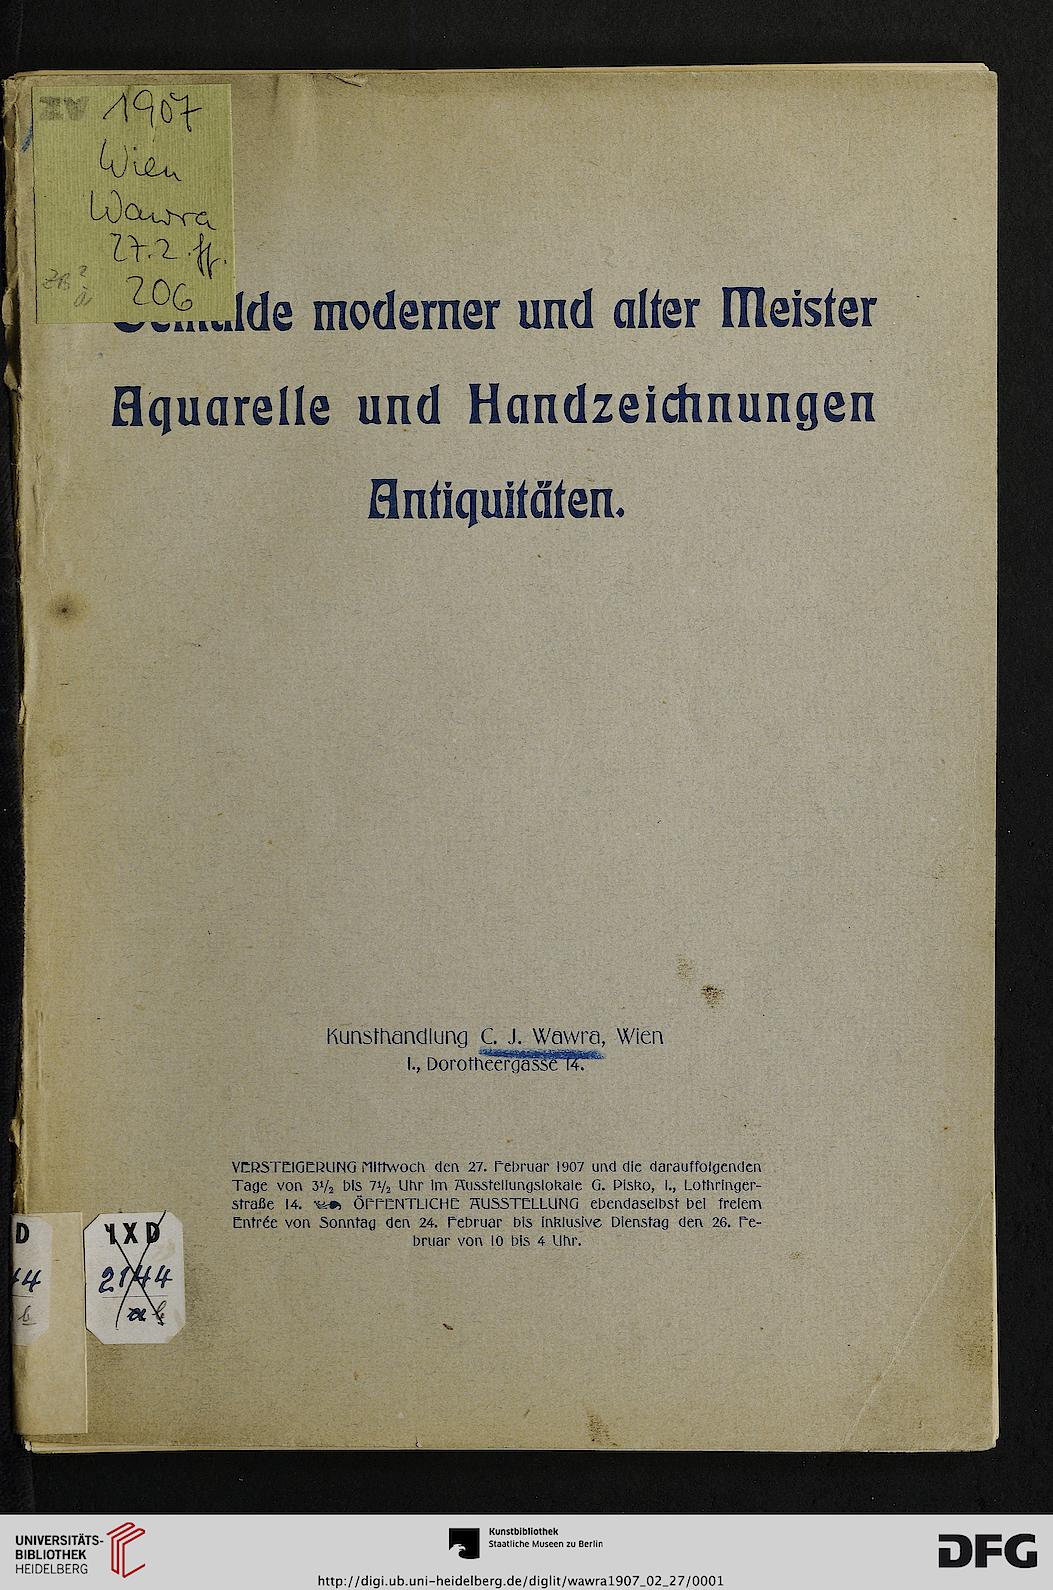 1907
Wien
Wawra
27.2.ff.
206
Gemälde moderner und alter Meister
Aquarelle und Handzeichnungen
Antiquitäten.
Kunsthandlung C. J. Wawra, Wien
I., Dorotheergasse 14.
VERSTEIGERUNG Mittwoch den 27. Februar 1907 und die darauffolgenden
Tage von 3½ bis 7½ Uhr im Ausstellungslokale G. Pisko, I., Lothringer-
straße 14. ÖFFENTLICHE AUSSTELLUNG ebendaselbst bei freiem
Entrée von Sonntag den 24. Februar bis inklusive Dienstag den 26. Fe-
bruar von 10 bis 4 Uhr.
D
44
b
IXD
2144
a b
UNIVERSITÄTS-
BIBLIOTHEK
HEIDELBERG
Kunstbibliothek
Staatliche Museen zu Berlin
DFG
http://digi.ub.uni-heidelberg.de/diglit/wawra1907_02_27/0001